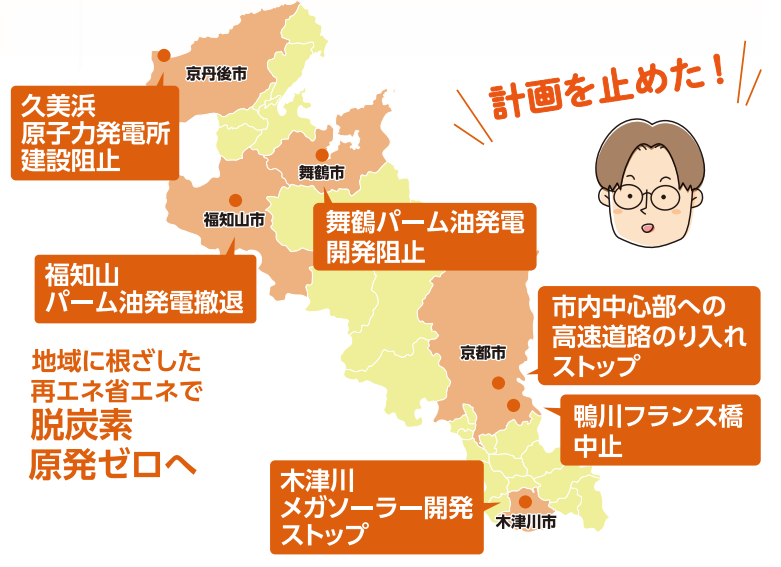 計画を止めた！
京丹後市
久美浜
原子力発電所
建設阻止
舞鶴市
舞鶴パーム油発電
開発阻止
福知山市
福知山
パーム油発電撤退
京都市
市内中心部への
高速道路のり入れ
ストップ
鴨川フランス橋
中止
地域に根ざした
再エネ省エネで
脱炭素
原発ゼロへ
木津川
メガソーラー開発
ストップ
木津川市